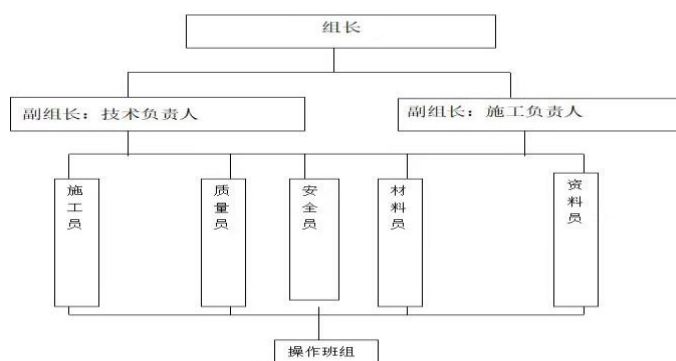 组长
副组长：技术负责人
副组长：施工负责人
施工员
质量员
安全员
材料员
资料员
操作班组